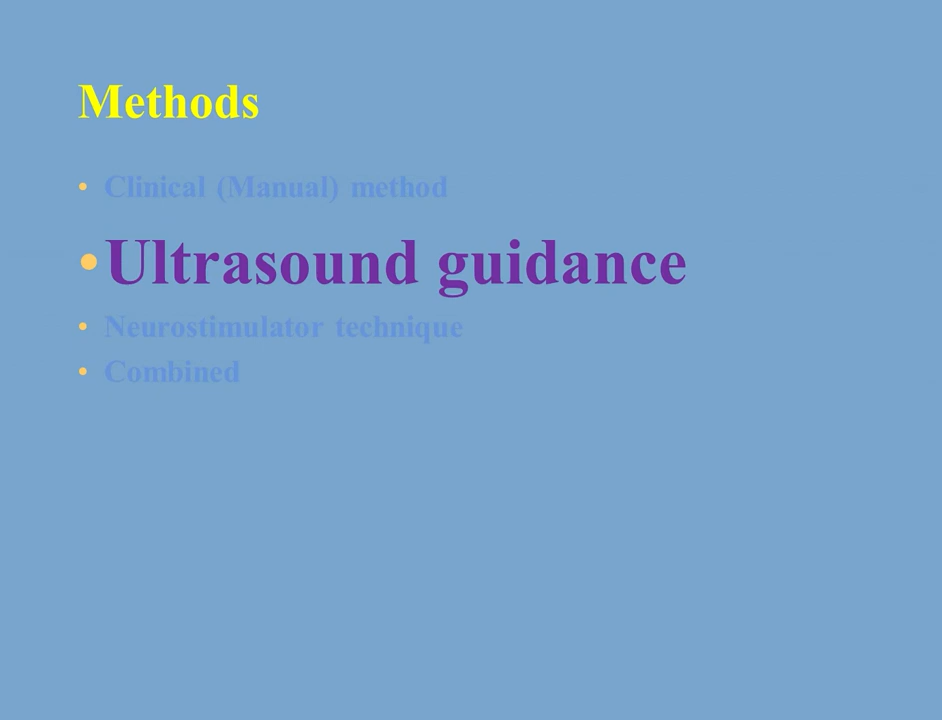 Methods
• Clinical (Manual) method
• Ultrasound guidance
• Neurostimulator technique
• Combined